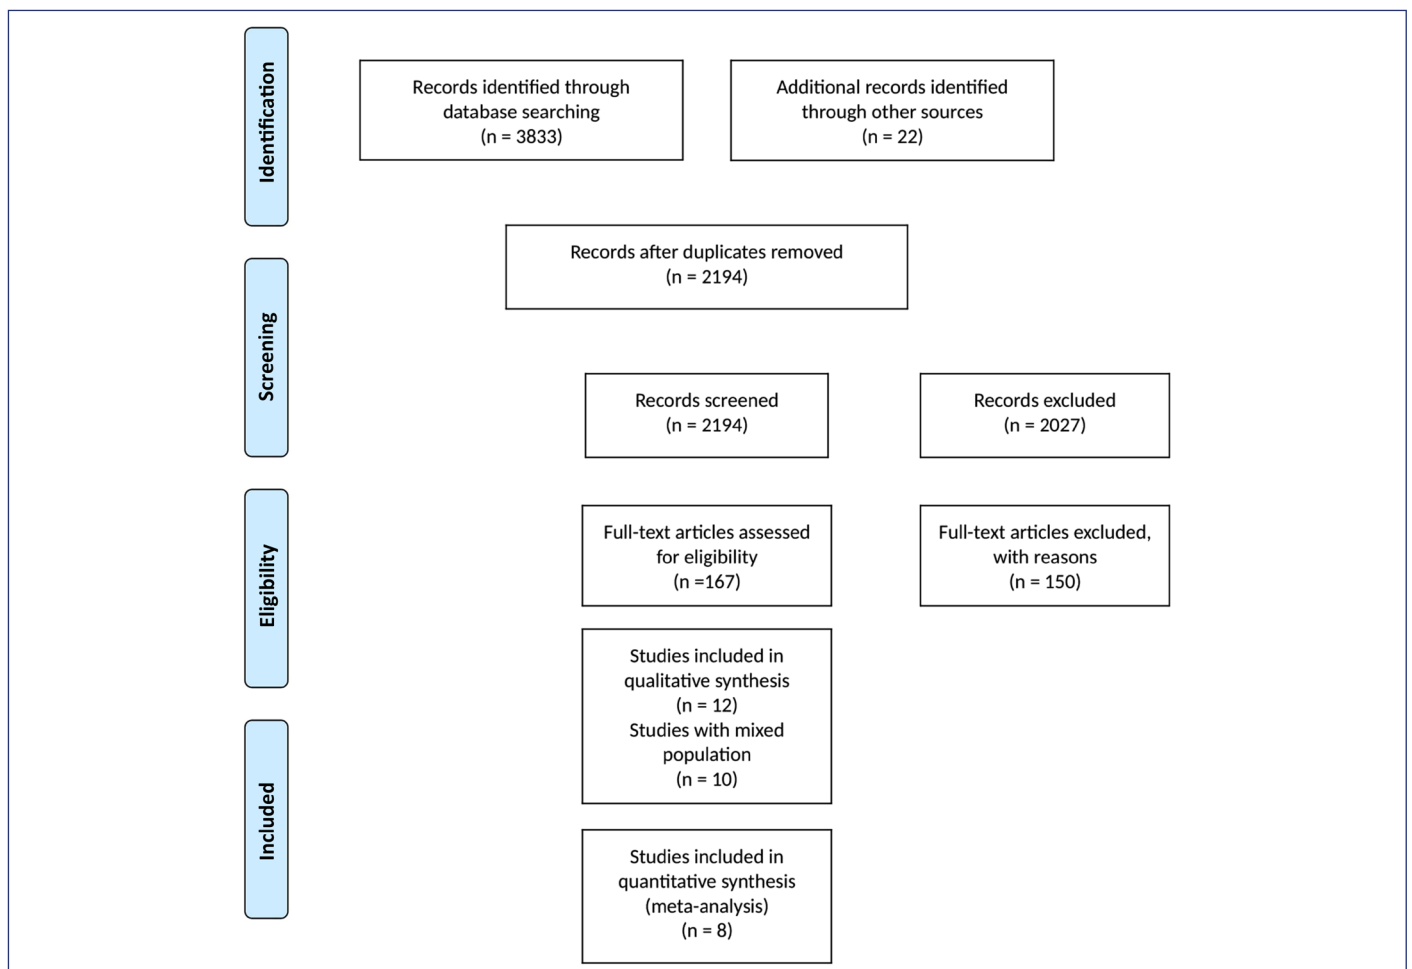 Identification
Records identified through
database searching
(n = 3833)
Additional records identified
through other sources
(n = 22)
Records after duplicates removed
(n = 2194)
Screening
Records screened
(n = 2194)
Records excluded
(n = 2027)
Eligibility
Full-text articles assessed
for eligibility
(n =167)
Full-text articles excluded,
with reasons
(n = 150)
Studies included in
qualitative synthesis
(n = 12)
Studies with mixed
population
(n = 10)
Included
Studies included in
quantitative synthesis
(meta-analysis)
(n = 8)